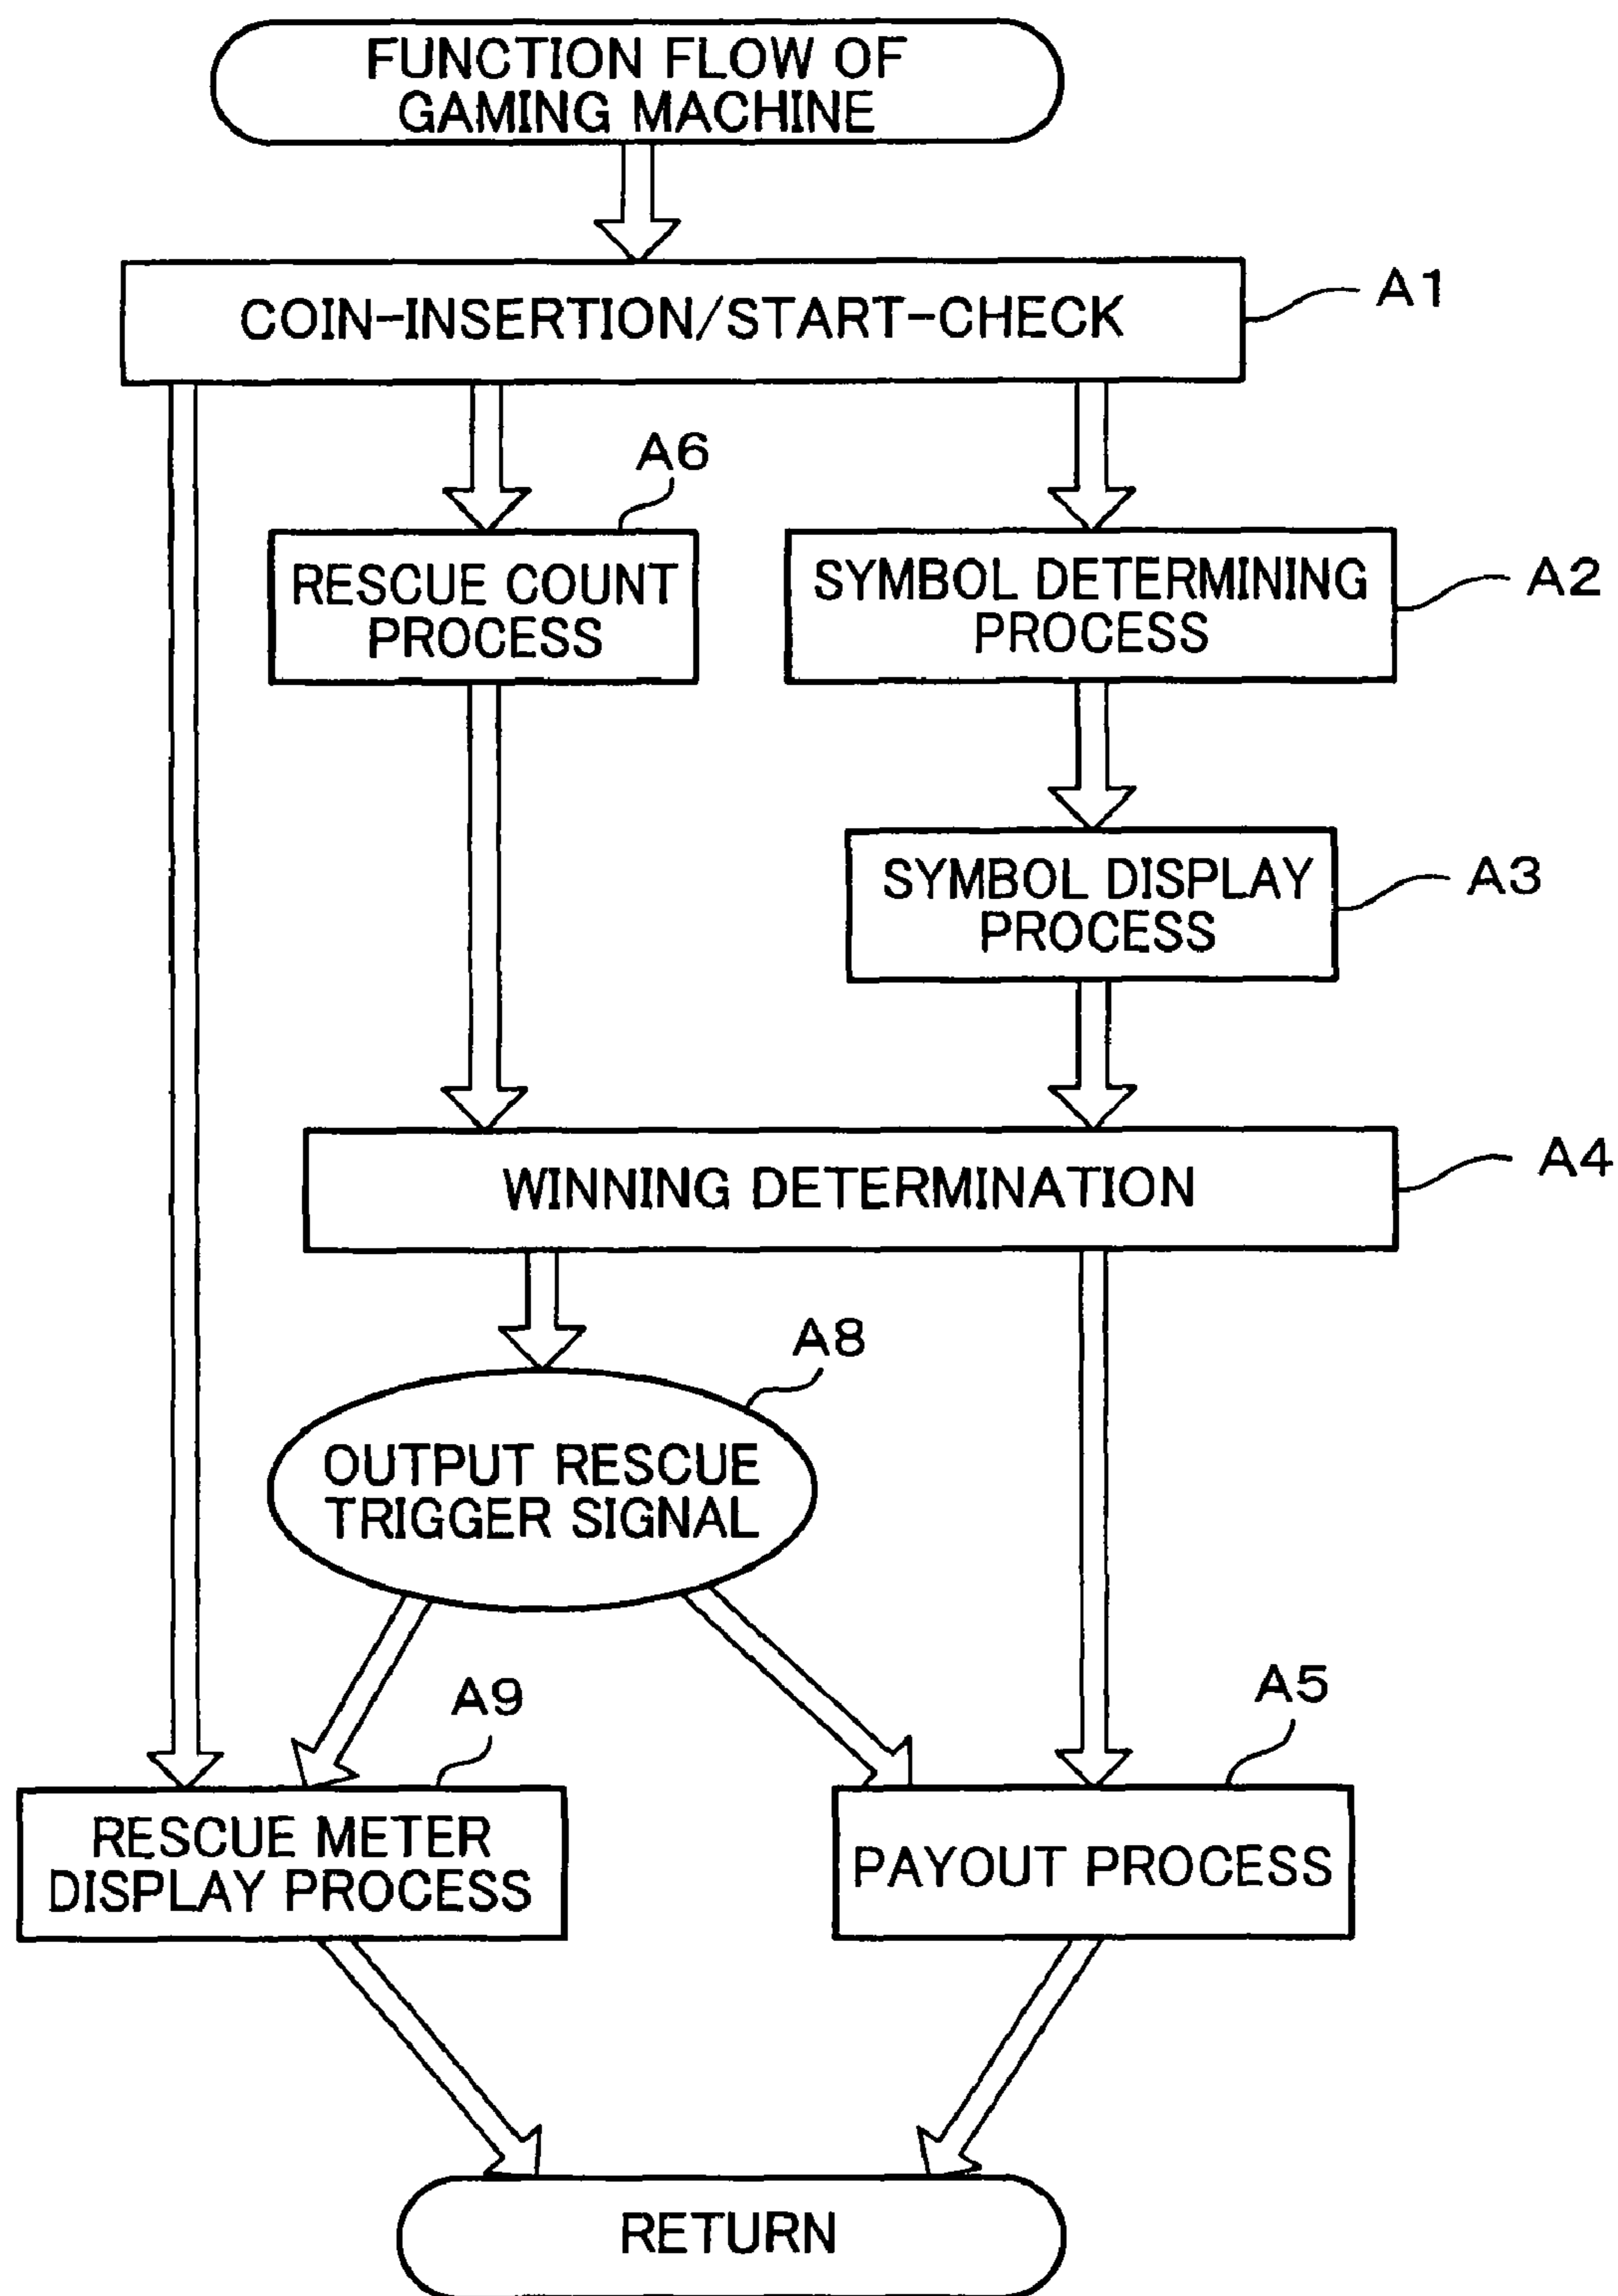 FUNCTION FLOW OF
GAMING MACHINE
COIN-INSERTION/START-CHECK
A1
A6
RESCUE COUNT
PROCESS
SYMBOL DETERMINING
PROCESS
A2
SYMBOL DISPLAY
PROCESS
A3
WINNING DETERMINATION
A4
A8
OUTPUT RESCUE
TRIGGER SIGNAL
A9
A5
RESCUE METER
DISPLAY PROCESS
PAYOUT PROCESS
RETURN